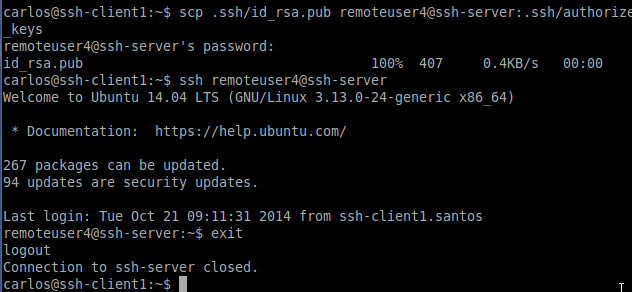 carlos@ssh-client1:~$ scp .ssh/id_rsa.pub remoteuser4@ssh-server:.ssh/authorize
_keys
remoteuser4@ssh-server's password:
id_rsa.pub                                    100%  407     0.4KB/s   00:00
carlos@ssh-client1:~$ ssh remoteuser4@ssh-server
Welcome to Ubuntu 14.04 LTS (GNU/Linux 3.13.0-24-generic x86_64)
 * Documentation:  https://help.ubuntu.com/
267 packages can be updated.
94 updates are security updates.
Last login: Tue Oct 21 09:11:31 2014 from ssh-client1.santos
remoteuser4@ssh-server:~$ exit
logout
Connection to ssh-server closed.
carlos@ssh-client1:~$